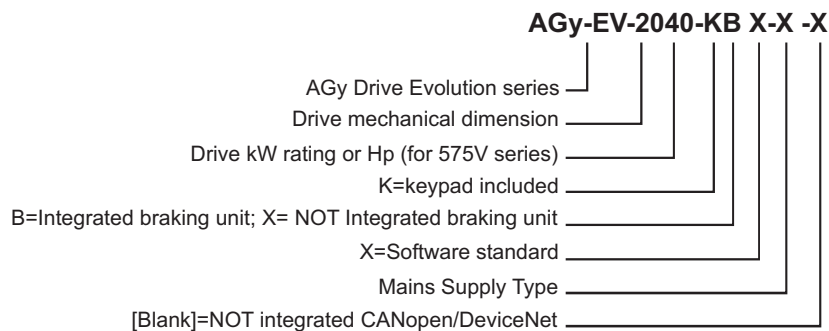 AGy-EV-2040-KB X-X -X
AGy Drive Evolution series
Drive mechanical dimension
Drive kW rating or Hp (for 575V series)
K=keypad included
B=Integrated braking unit; X= NOT Integrated braking unit
X=Software standard
Mains Supply Type
[Blank]=NOT integrated CANopen/DeviceNet